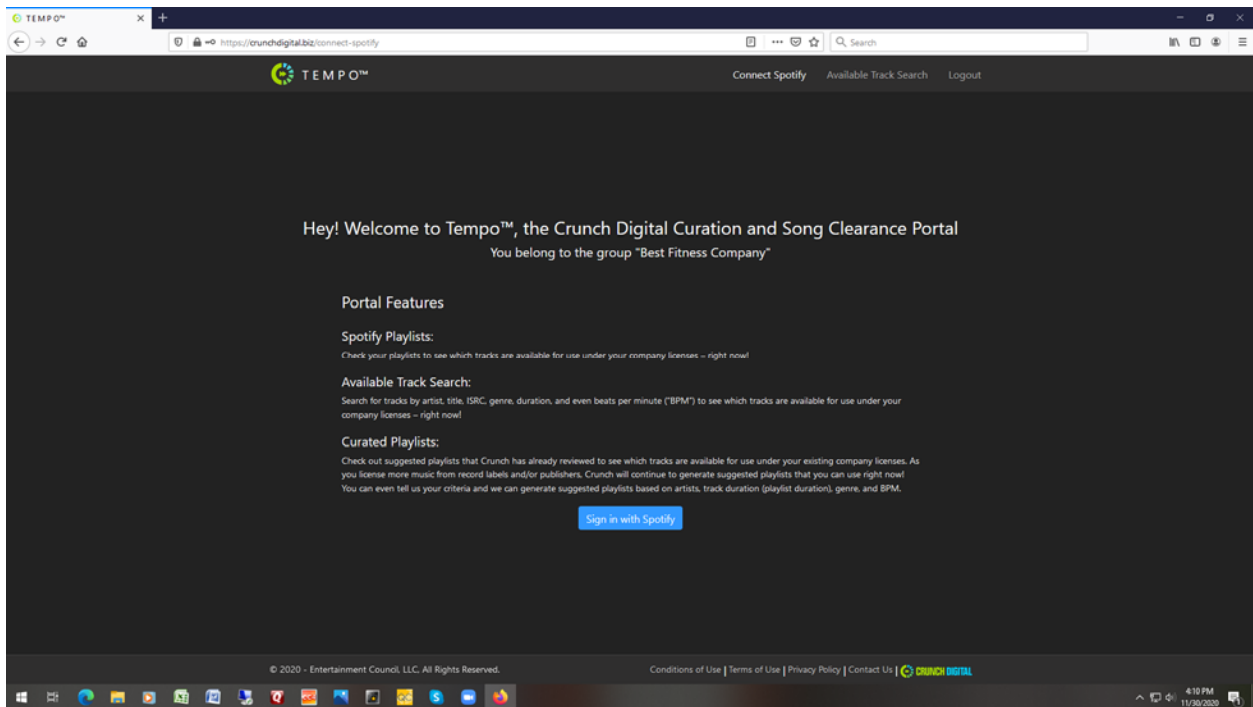 TEMPO™
https://crunchdigital.biz/connect-spotify
Search
TEMPO™
Connect Spotify
Available Track Search
Logout
Hey! Welcome to Tempo™, the Crunch Digital Curation and Song Clearance Portal
You belong to the group "Best Fitness Company"
Portal Features
Spotify Playlists:
Check your playlists to see which tracks are available for use under your company licenses – right now!
Available Track Search:
Search for tracks by artist, title, ISRC, genre, duration, and even beats per minute ("BPM") to see which tracks are available for use under your
company licenses – right now!
Curated Playlists:
Check out suggested playlists that Crunch has already reviewed to see which tracks are available for use under your existing company licenses. As
you license more music from record labels and/or publishers, Crunch will continue to generate suggested playlists that you can use right now!
You can even tell us your criteria and we can generate suggested playlists based on artists, track duration (playlist duration), genre, and BPM.
Sign in with Spotify
© 2020 - Entertainment Council, LLC, All Rights Reserved.
Conditions of Use | Terms of Use | Privacy Policy | Contact Us | CRUNCH DIGITAL
4:10 PM
11/30/2020